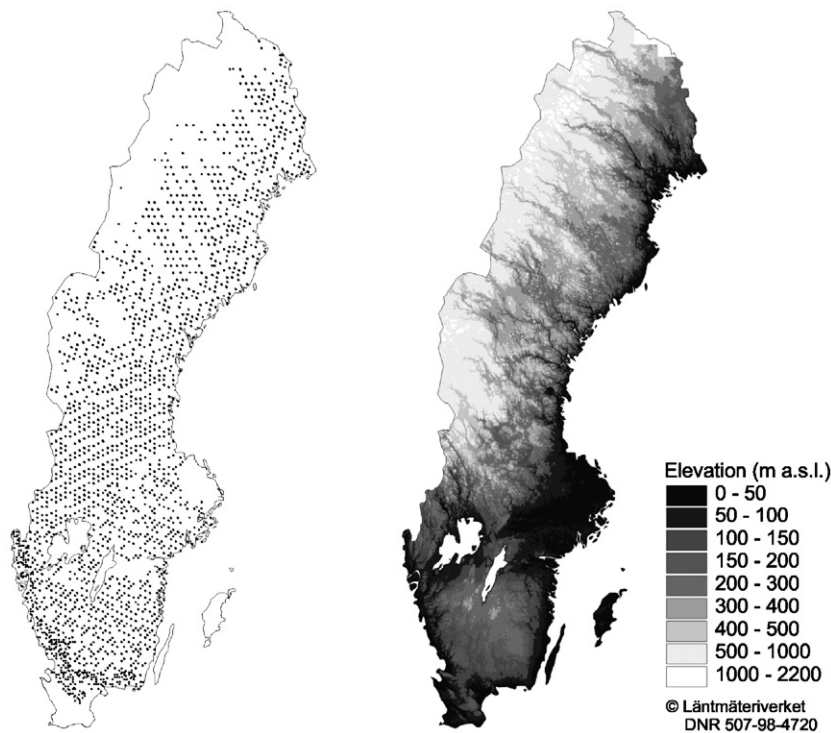 Elevation (m a.s.l.)
0 - 50
50 - 100
100 - 150
150 - 200
200 - 300
300 - 400
400 - 500
500 - 1000
1000 - 2200
© Läntmäteriverket
DNR 507-98-4720